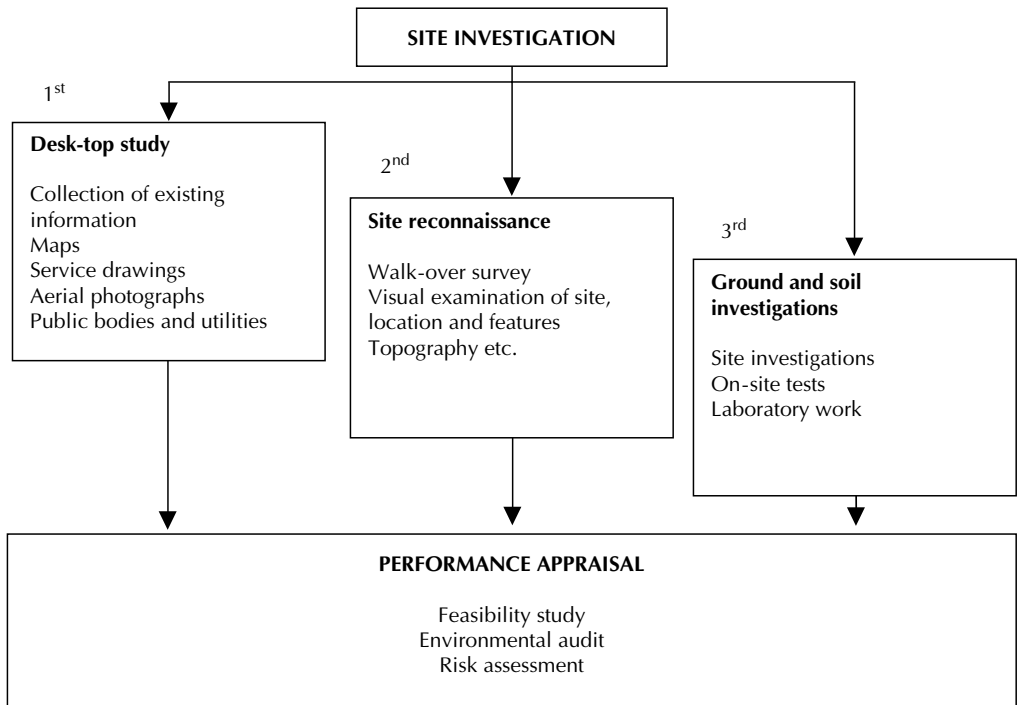 SITE INVESTIGATION
1st
Desk-top study
Collection of existing
information
Maps
Service drawings
Aerial photographs
Public bodies and utilities
2nd
Site reconnaissance
Walk-over survey
Visual examination of site,
location and features
Topography etc.
3rd
Ground and soil
investigations
Site investigations
On-site tests
Laboratory work
PERFORMANCE APPRAISAL
Feasibility study
Environmental audit
Risk assessment